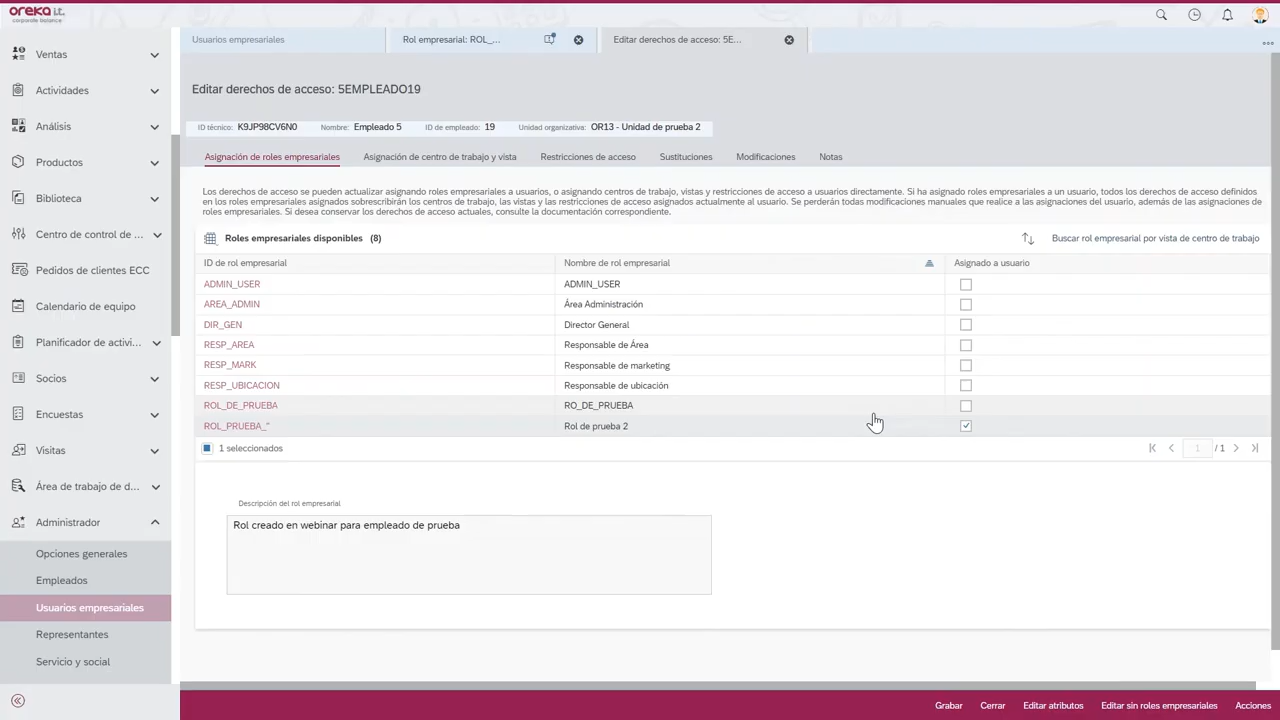 oreka i.t.
corporate balance
Usuarios empresariales
Rol empresarial: ROL_...
Editar derechos de acceso: 5E...
Ventas
Actividades
Análisis
Productos
Biblioteca
Centro de control de ...
Pedidos de clientes ECC
Calendario de equipo
Planificador de activi...
Socios
Encuestas
Visitas
Área de trabajo de d...
Administrador
Opciones generales
Empleados
Usuarios empresariales
Representantes
Servicio y social
Editar derechos de acceso: 5EMPLEADO19
ID técnico: K9JP98CV6N0 Nombre: Empleado 5 ID de empleado: 19 Unidad organizativa: OR13 - Unidad de prueba 2
Asignación de roles empresariales Asignación de centro de trabajo y vista Restricciones de acceso Sustituciones Modificaciones Notas
Los derechos de acceso se pueden actualizar asignando roles empresariales a usuarios, o asignando centros de trabajo, vistas y restricciones de acceso a usuarios directamente. Si ha asignado roles empresariales a un usuario, todos los derechos de acceso definidos
en los roles empresariales asignados sobrescribirán los centros de trabajo, las vistas y las restricciones de acceso asignados actualmente al usuario. Se perderán todas modificaciones manuales que realice a las asignaciones del usuario, además de las asignaciones de
roles empresariales. Si desea conservar los derechos de acceso actuales, consulte la documentación correspondiente.
Roles empresariales disponibles (8) Buscar rol empresarial por vista de centro de trabajo
ID de rol empresarial Nombre de rol empresarial Asignado a usuario
ADMIN_USER ADMIN_USER
AREA_ADMIN Área Administración
DIR_GEN Director General
RESP_AREA Responsable de Área
RESP_MARK Responsable de marketing
RESP_UBICACION Responsable de ubicación
ROL_DE_PRUEBA RO_DE_PRUEBA
ROL_PRUEBA_" Rol de prueba 2
1 seleccionados 1 / 1
Descripción del rol empresarial
Rol creado en webinar para empleado de prueba
Grabar Cerrar Editar atributos Editar sin roles empresariales Acciones